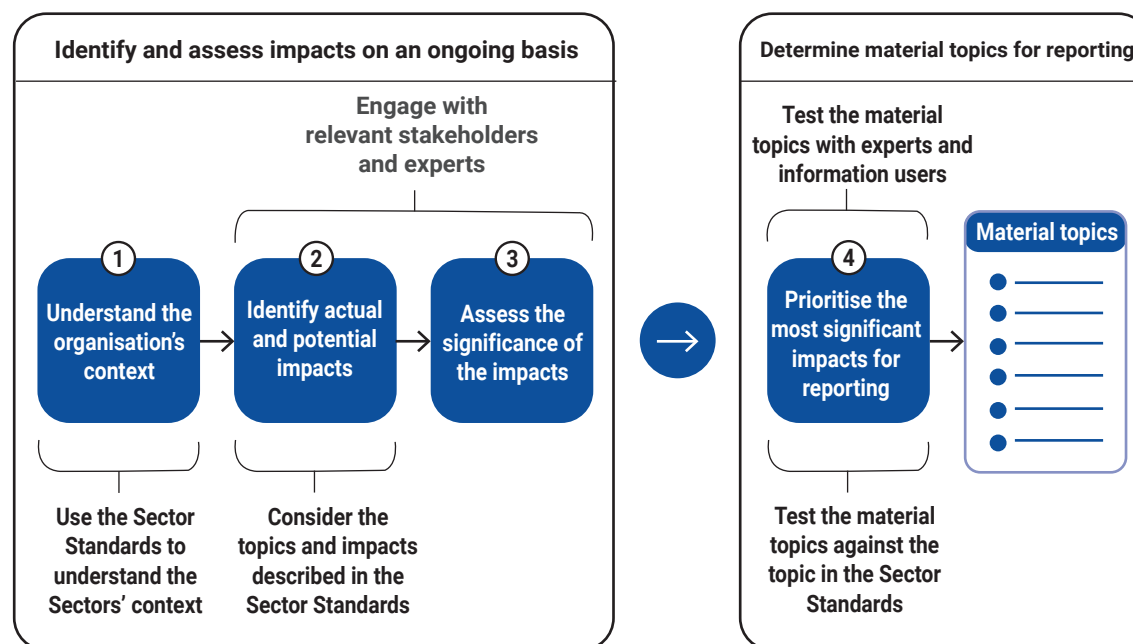 Identify and assess impacts on an ongoing basis
Engage with
relevant stakeholders
and experts
1
Understand the
organisation's
context
2
Identify actual
and potential
impacts
3
Assess the
significance of
the impacts
Use the Sector
Standards to
understand the
Sectors' context
Consider the
topics and impacts
described in the
Sector Standards
Determine material topics for reporting
Test the material
topics with experts and
information users
4
Prioritise the
most significant
impacts for
reporting
Material topics
Test the material
topics against the
topic in the Sector
Standards